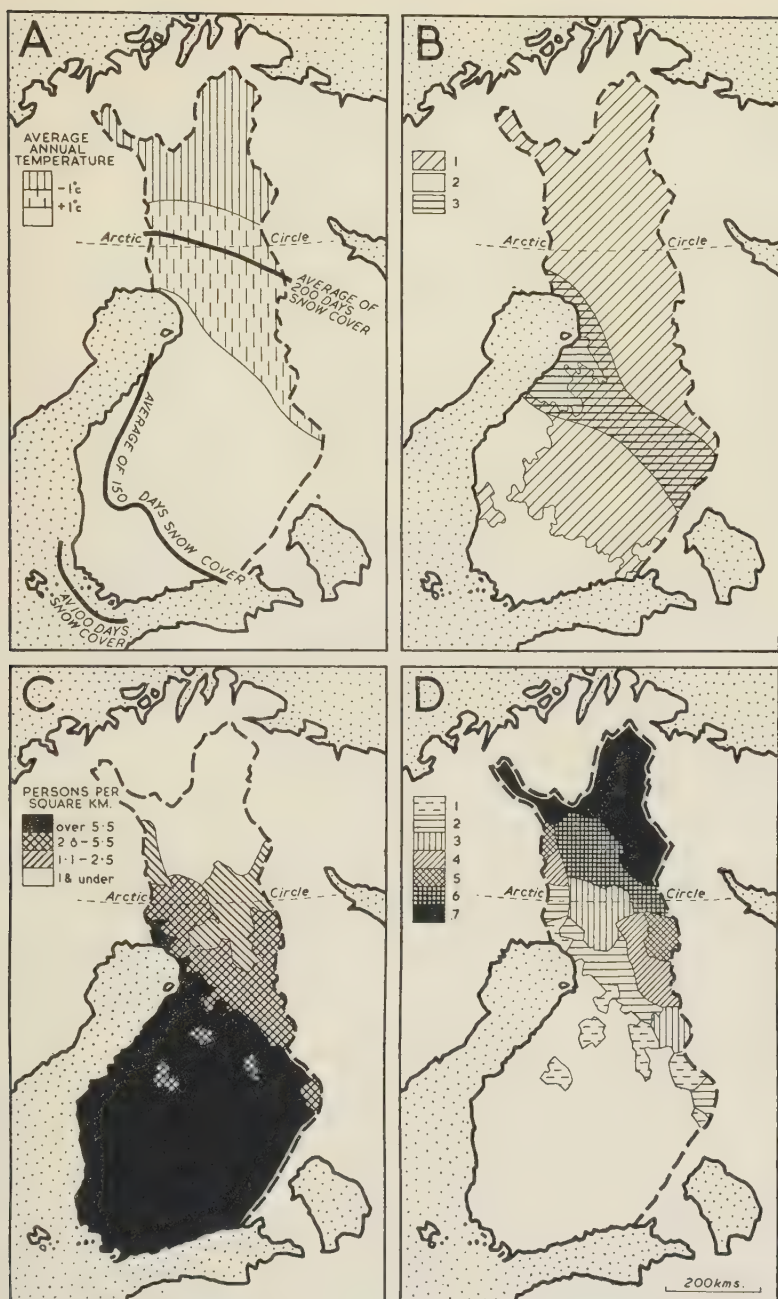 A
AVERAGE
ANNUAL
TEMPERATURE
-1°c
+1°c
Arctic Circle
AVERAGE OF
200 DAYS
SNOW COVER
AVERAGE OF 150
DAYS SNOW COVER
AV.100 DAYS
SNOW COVER
B
1
2
3
Arctic Circle
C
PERSONS PER
SQUARE KM.
over 5·5
2·6–5·5
1·1–2·5
1 & under
Arctic Circle
D
1
2
3
4
5
6
7
Arctic Circle
200kms.